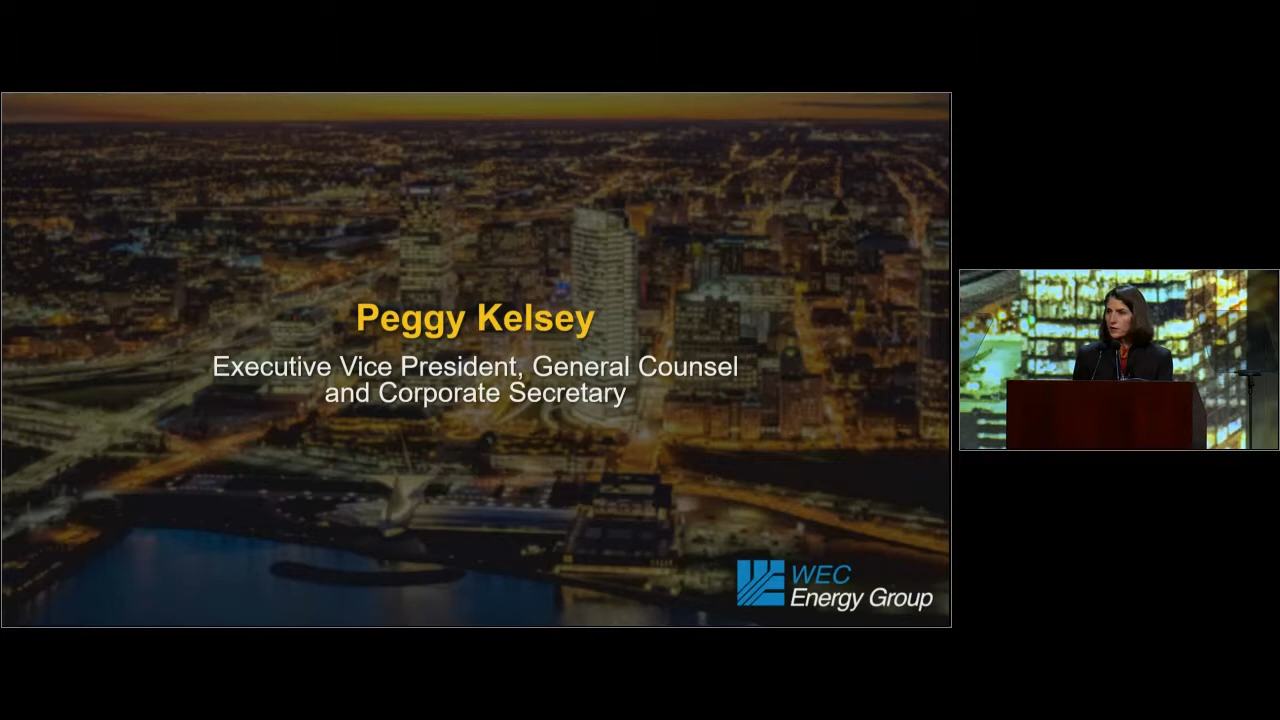 Peggy Kelsey
Executive Vice President, General Counsel
and Corporate Secretary
WEC
Energy Group